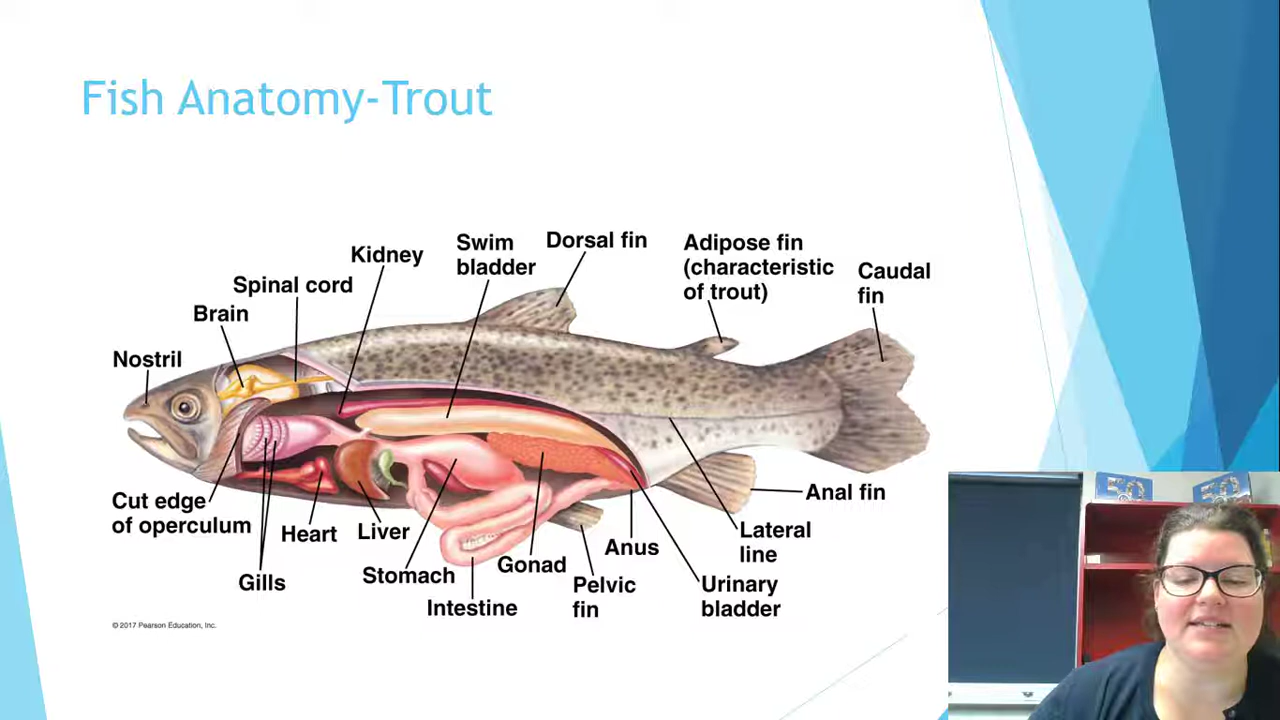 Fish Anatomy-Trout
Kidney
Swim
bladder
Dorsal fin
Adipose fin
(characteristic
of trout)
Caudal
fin
Spinal cord
Brain
Nostril
Cut edge
of operculum
Gills
Heart
Liver
Stomach
Intestine
Gonad
Pelvic
fin
Anus
Urinary
bladder
Lateral
line
Anal fin
© 2017 Pearson Education, Inc.